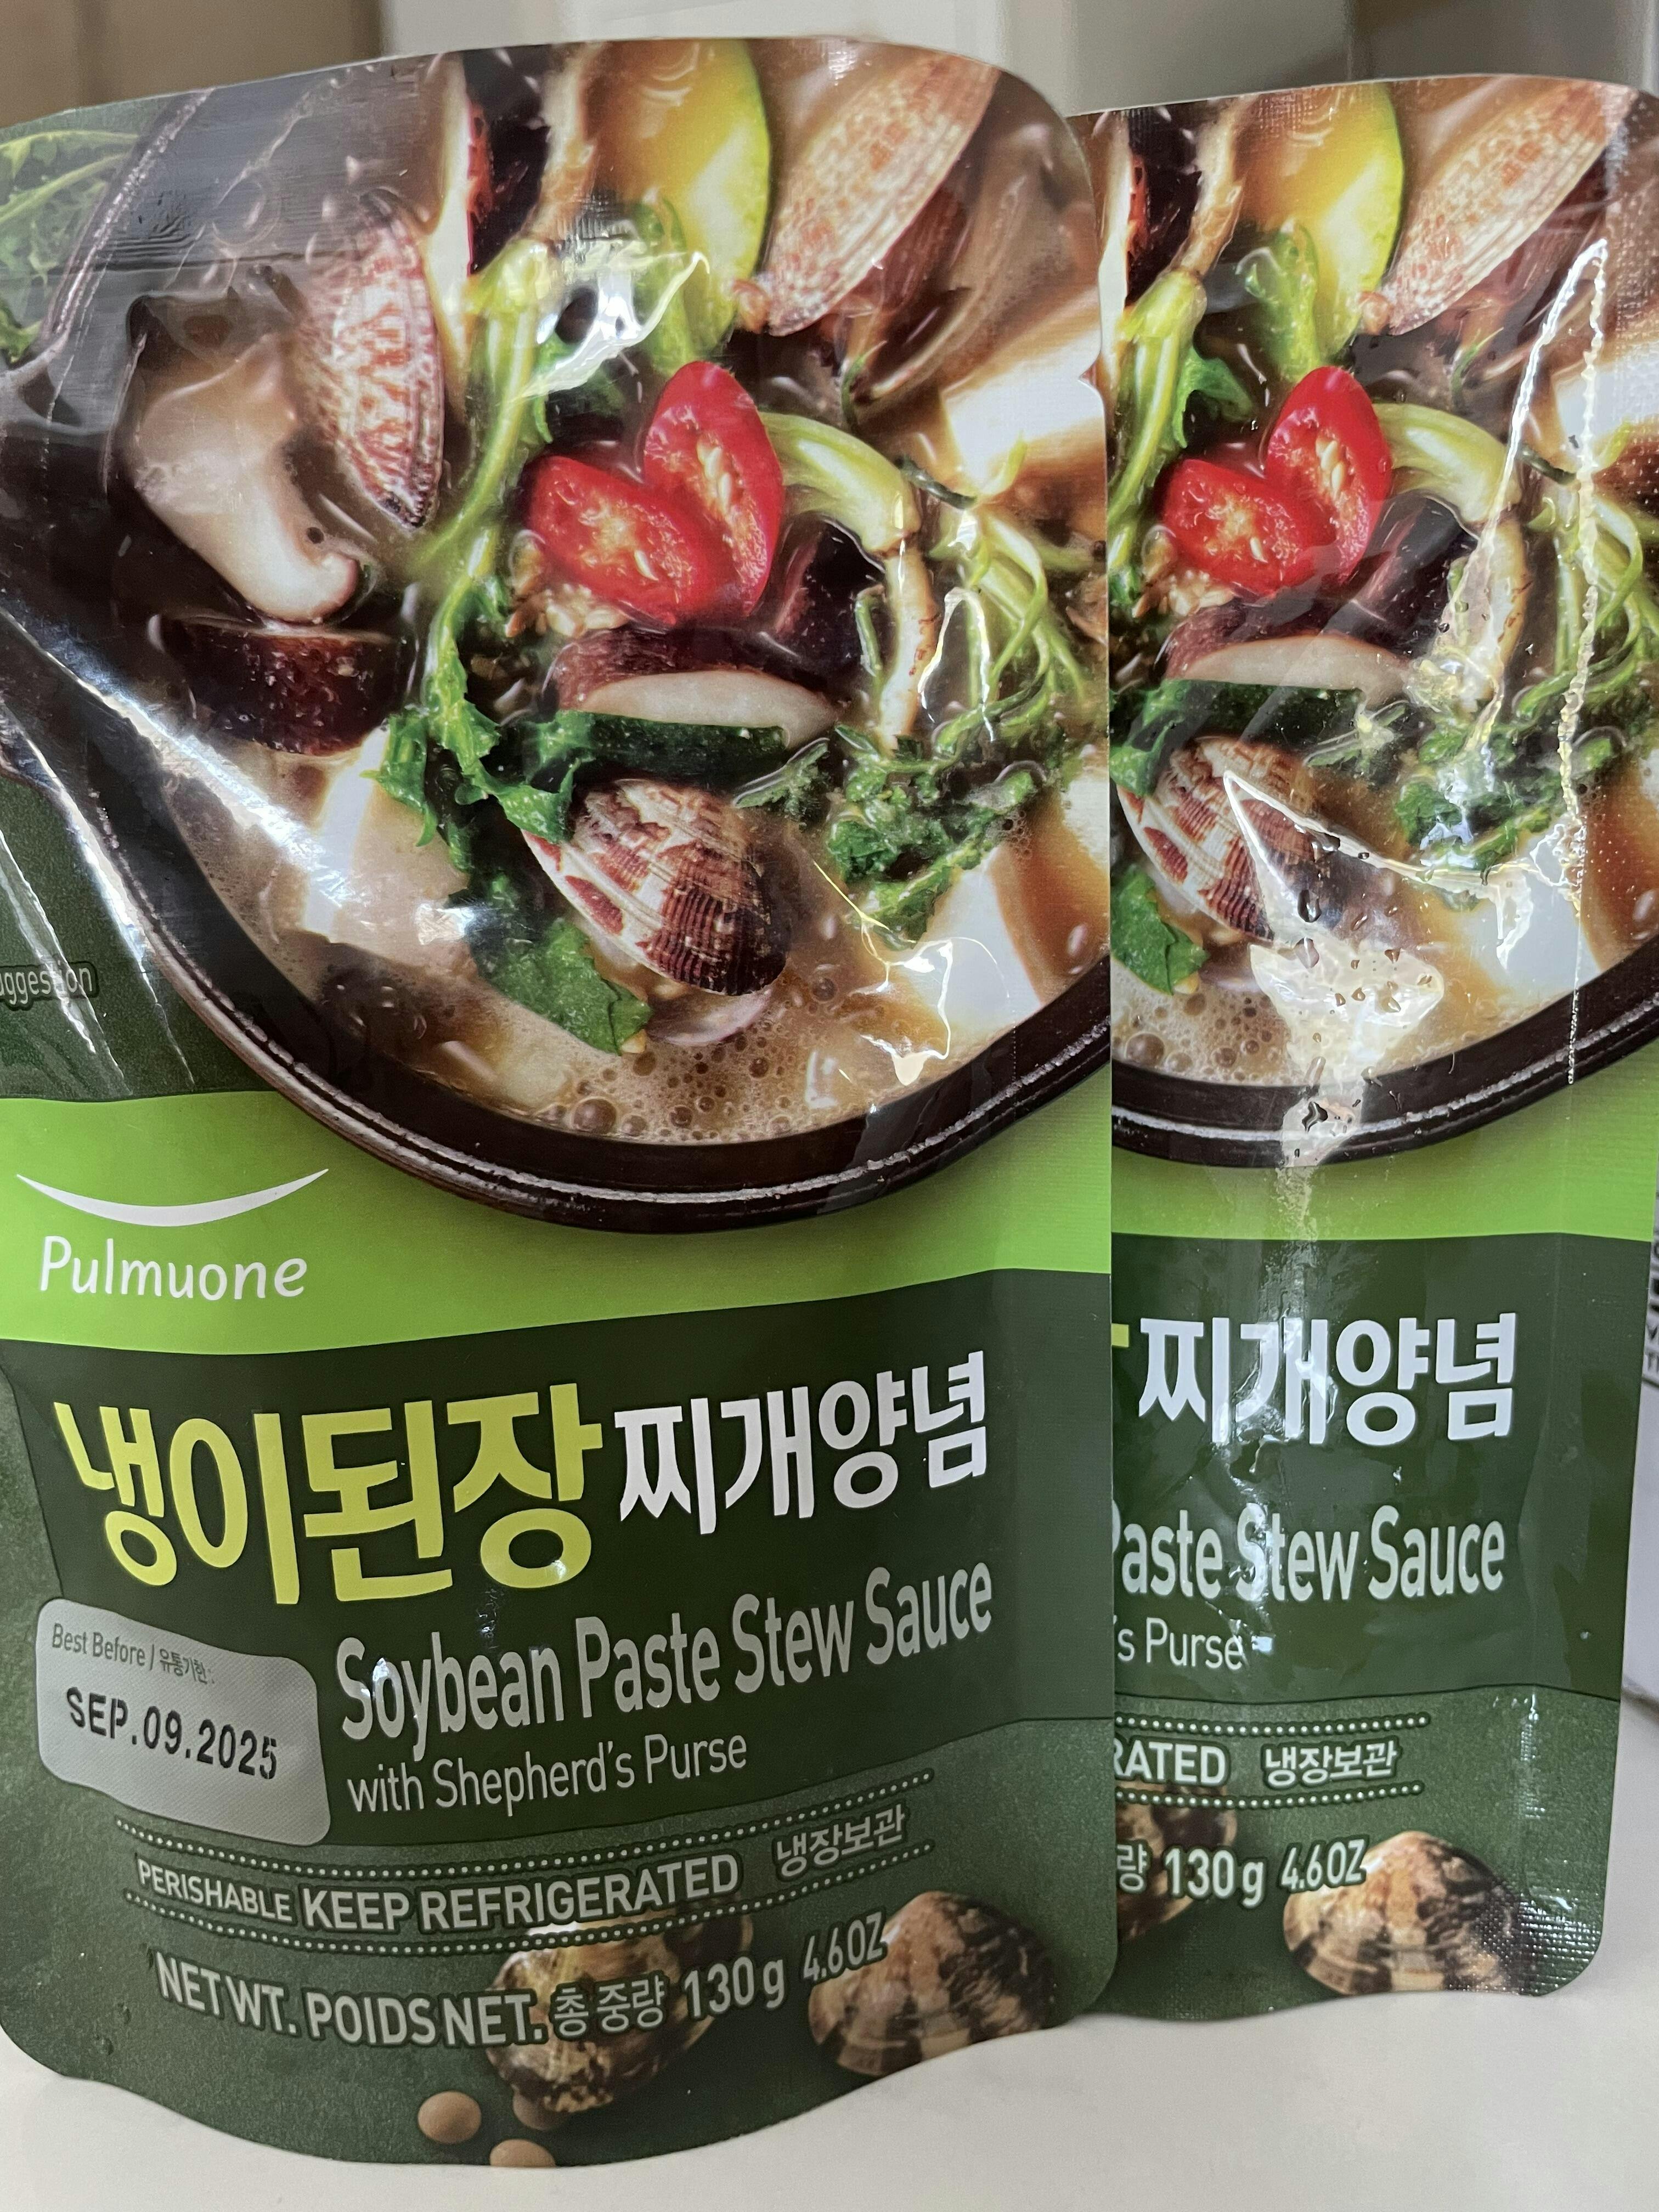 Pulmuone
냉이된장찌개양념
Soybean Paste Stew Sauce
with Shepherd's Purse
Best Before / 유통기한:
SEP.09.2025
PERISHABLE KEEP REFRIGERATED 냉장보관
NET WT. POIDS NET. 총 중량 130g 4.6OZ
찌개양념
Paste Stew Sauce
's Purse
RATED 냉장보관
량 130g 4.6OZ